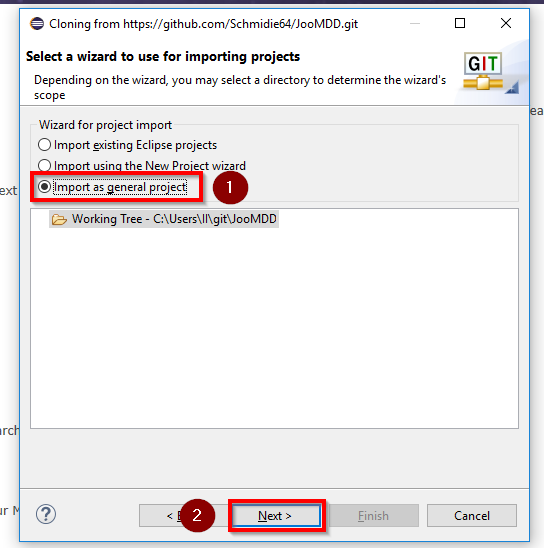 Cloning from https://github.com/Schmidie64/JooMDD.git
Select a wizard to use for importing projects
Depending on the wizard, you may select a directory to determine the wizard's
scope
GIT
Wizard for project import
Import existing Eclipse projects
Import using the New Project wizard
Import as general project
1
Working Tree - C:\Users\II\git\JooMDD
ea
ext
arch
ur M
<
2
Next >
Finish
Cancel
?